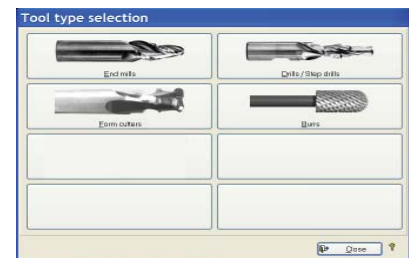 Tool type selection
End mills
Drills / Step drills
Form cutters
Burrs
Close
?